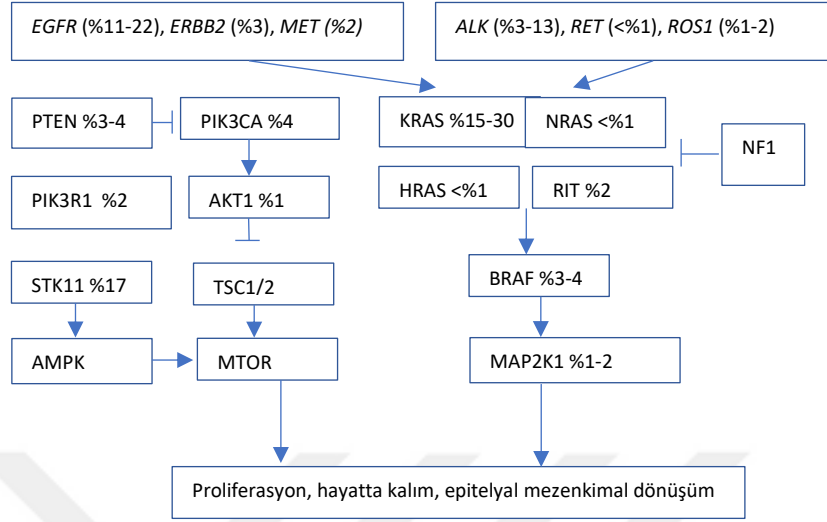 EGFR (%11-22), ERBB2 (%3), MET (%2)
ALK (%3-13), RET (<%1), ROS1 (%1-2)
PTEN %3-4
PIK3CA %4
KRAS %15-30
NRAS <%1
NF1
PIK3R1 %2
AKT1 %1
HRAS <%1
RIT %2
STK11 %17
TSC1/2
BRAF %3-4
AMPK
MTOR
MAP2K1 %1-2
Proliferasyon, hayatta kalım, epitelyal mezenkimal dönüşüm